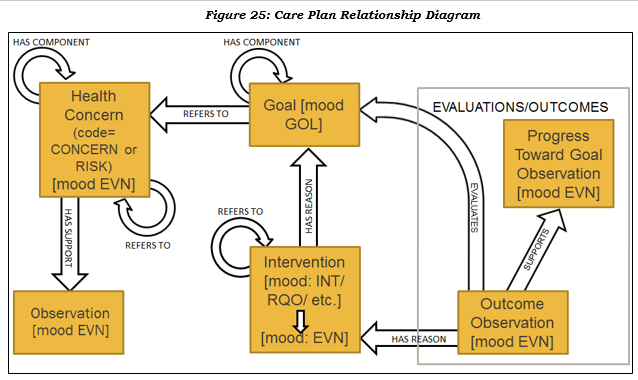 Figure 25: Care Plan Relationship Diagram
HAS COMPONENT
HAS COMPONENT
Health
Concern
(code=
CONCERN or
RISK)
[mood EVN]
REFERS TO
Goal [mood
GOL]
EVALUATIONS/OUTCOMES
Progress
Toward Goal
Observation
[mood EVN]
HAS SUPPORT
REFERS TO
REFERS TO
HAS REASON
EVALUATES
SUPPORTS
Observation
[mood EVN]
Intervention
[mood: INT/
RQO/ etc.]
[mood: EVN]
HAS REASON
Outcome
Observation
[mood EVN]